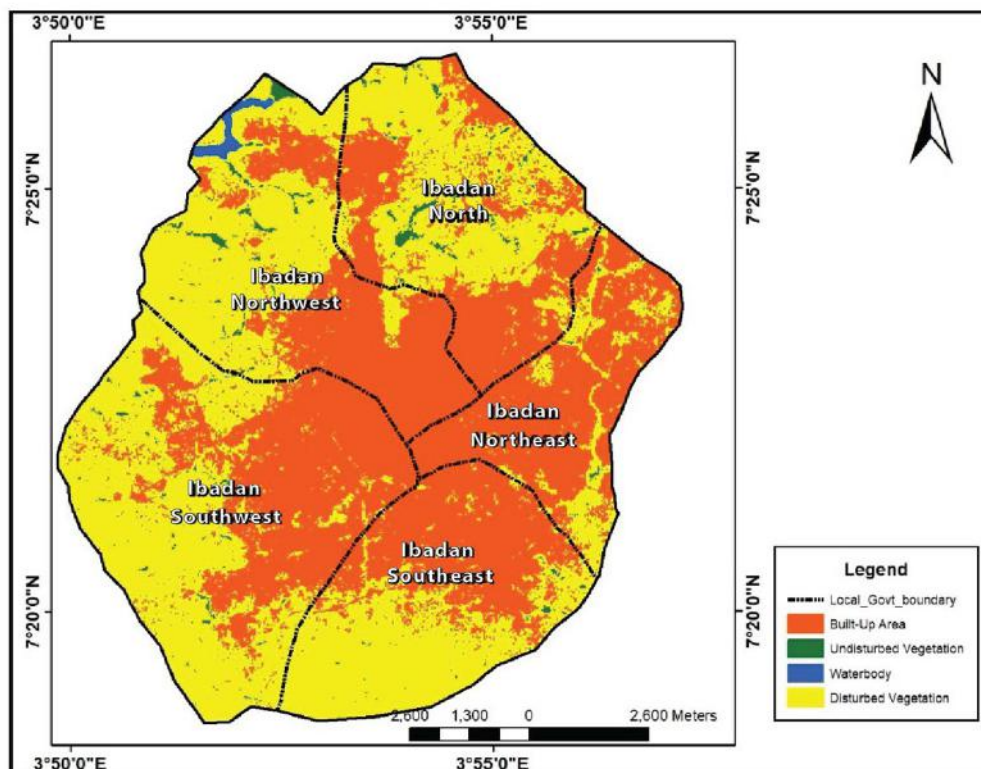 3°50'0"E
3°55'0"E
N
7°25'0"N
7°25'0"N
Ibadan
North
Ibadan
Northwest
Ibadan
Northeast
Ibadan
Southwest
Ibadan
Southeast
7°20'0"N
7°20'0"N
Legend
Local_Govt_boundary
Built-Up Area
Undisturbed Vegetation
Waterbody
Disturbed Vegetation
2,600 1,300 0 2,600 Meters
3°50'0"E
3°55'0"E